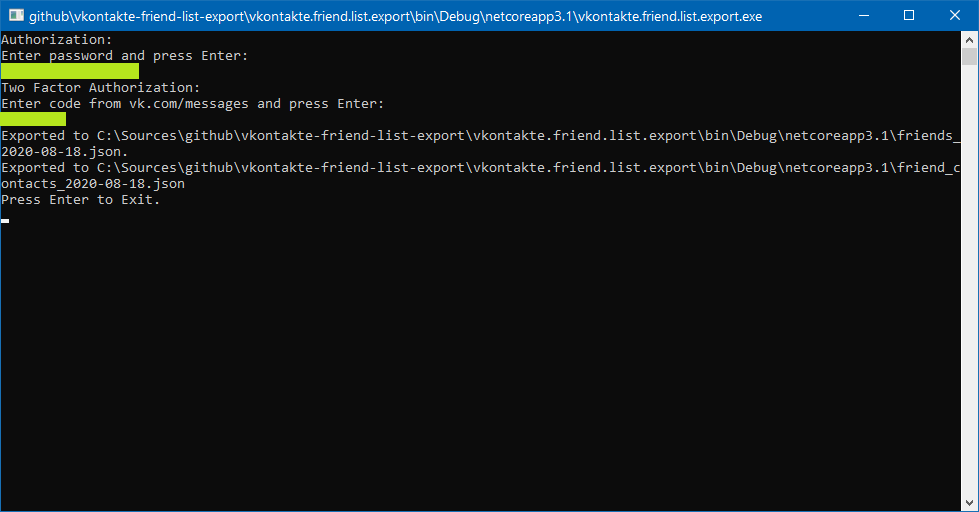 github\vkontakte-friend-list-export\vkontakte.friend.list.export\bin\Debug\netcoreapp3.1\vkontakte.friend.list.export.exe
Authorization:
Enter password and press Enter:
Two Factor Authorization:
Enter code from vk.com/messages and press Enter:
Exported to C:\Sources\github\vkontakte-friend-list-export\vkontakte.friend.list.export\bin\Debug\netcoreapp3.1\friends_
2020-08-18.json.
Exported to C:\Sources\github\vkontakte-friend-list-export\vkontakte.friend.list.export\bin\Debug\netcoreapp3.1\friend_c
ontacts_2020-08-18.json
Press Enter to Exit.